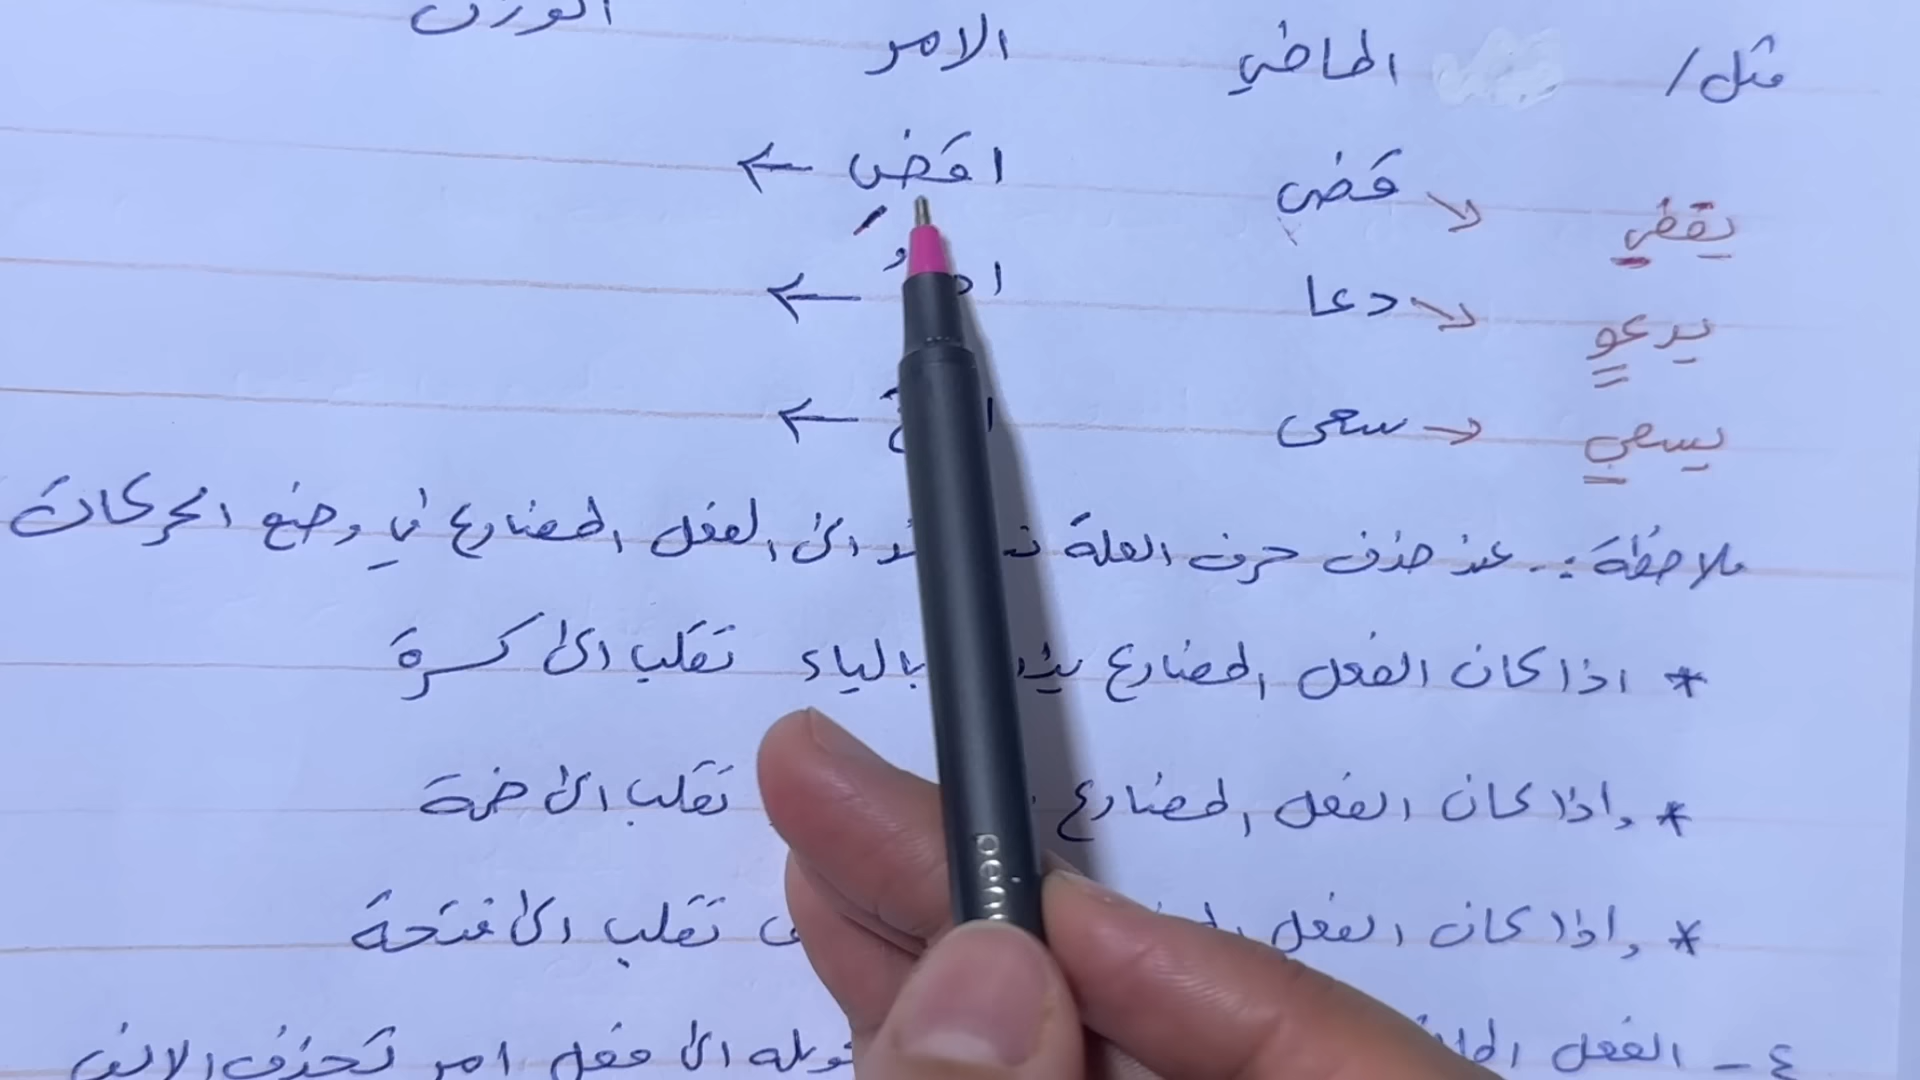 مثل / الماضي الامر الوزن
يقضي قضى اقضِ ←
يدعو دعا ←
يسعى سعى ←
ملاحظة :. عند حذف حرف العلة الى الفعل المضارع في وضع الحركات
* اذا كان الفعل المضارع بالياء تقلب الى كسرة
* واذا كان الفعل المضارع تقلب الى ضمة
* واذا كان الفعل تقلب الى فتحة
٤ - الفعل الى فعل امر تحذف الالف